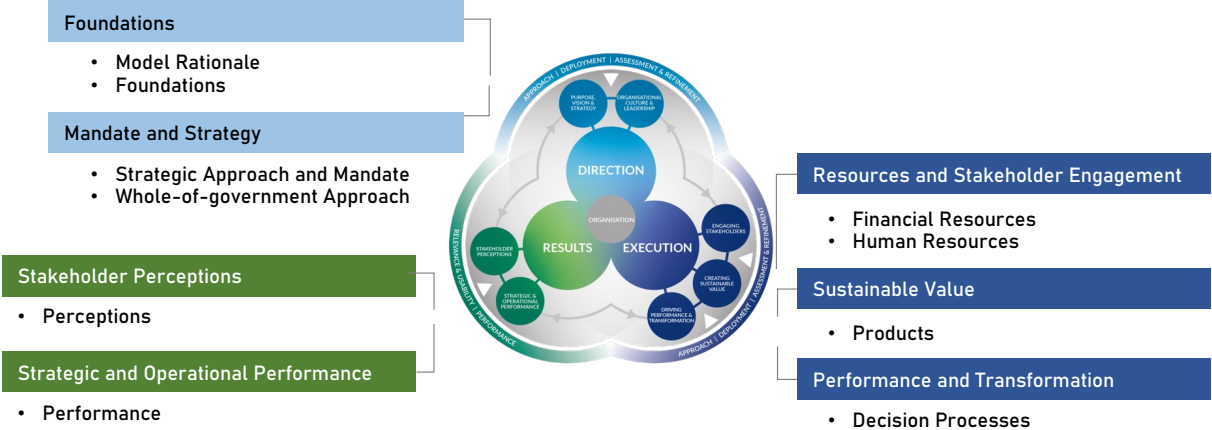 Foundations
• Model Rationale
• Foundations
Mandate and Strategy
• Strategic Approach and Mandate
• Whole-of-government Approach
Stakeholder Perceptions
• Perceptions
Strategic and Operational Performance
• Performance
APPROACH | DEPLOYMENT | ASSESSMENT & REFINEMENT
PURPOSE,
VISION &
STRATEGY
ORGANISATIONAL
CULTURE &
LEADERSHIP
DIRECTION
ORGANISATION
RESULTS
EXECUTION
STAKEHOLDER
PERCEPTIONS
STRATEGIC &
OPERATIONAL
PERFORMANCE
RELEVANCE & USABILITY | PERFORMANCE
ENGAGING
STAKEHOLDERS
CREATING
SUSTAINABLE
VALUE
DRIVING
PERFORMANCE &
TRANSFORMATION
APPROACH | DEPLOYMENT | ASSESSMENT & REFINEMENT
Resources and Stakeholder Engagement
• Financial Resources
• Human Resources
Sustainable Value
• Products
Performance and Transformation
• Decision Processes